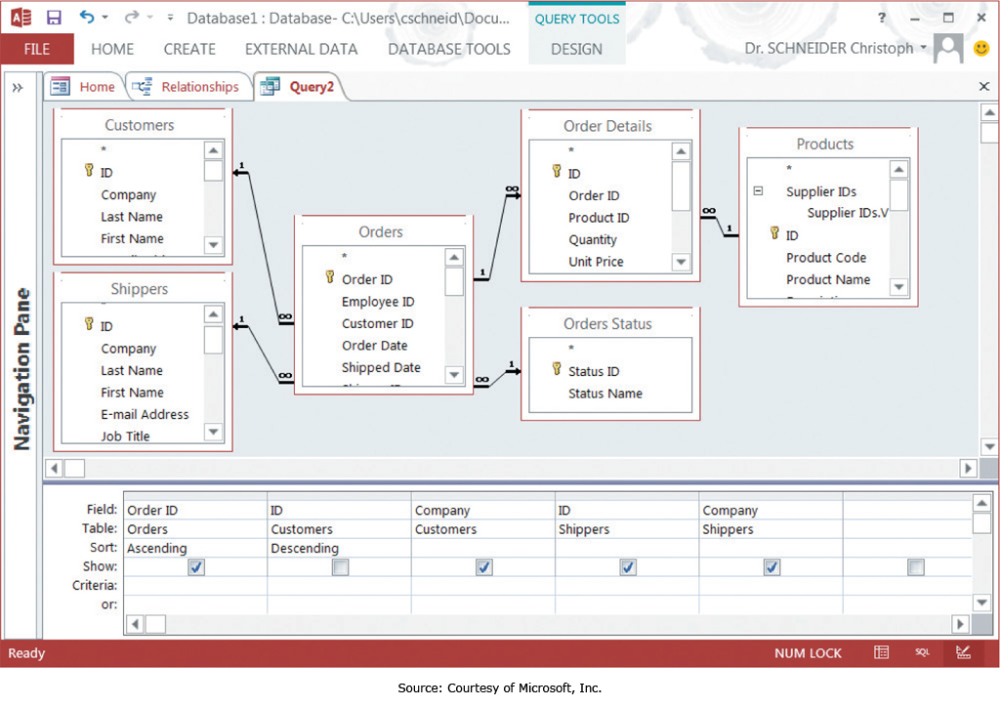 Database1 : Database- C:\Users\cschneid\Docu...
QUERY TOOLS
?
FILE
HOME
CREATE
EXTERNAL DATA
DATABASE TOOLS
DESIGN
Dr. SCHNEIDER Christoph
Home
Relationships
Query2
Navigation Pane
Customers
*
ID
Company
Last Name
First Name
Shippers
ID
Company
Last Name
First Name
E-mail Address
Job Title
1
∞
1
∞
Orders
*
Order ID
Employee ID
Customer ID
Order Date
Shipped Date
∞
1
∞
1
Order Details
*
ID
Order ID
Product ID
Quantity
Unit Price
Orders Status
*
Status ID
Status Name
∞
1
Products
*
Supplier IDs
Supplier IDs.V
ID
Product Code
Product Name
Field: Order ID ID Company ID Company
Table: Orders Customers Customers Shippers Shippers
Sort: Ascending Descending
Show:
Criteria:
or:
Ready
NUM LOCK
SQL
Source: Courtesy of Microsoft, Inc.